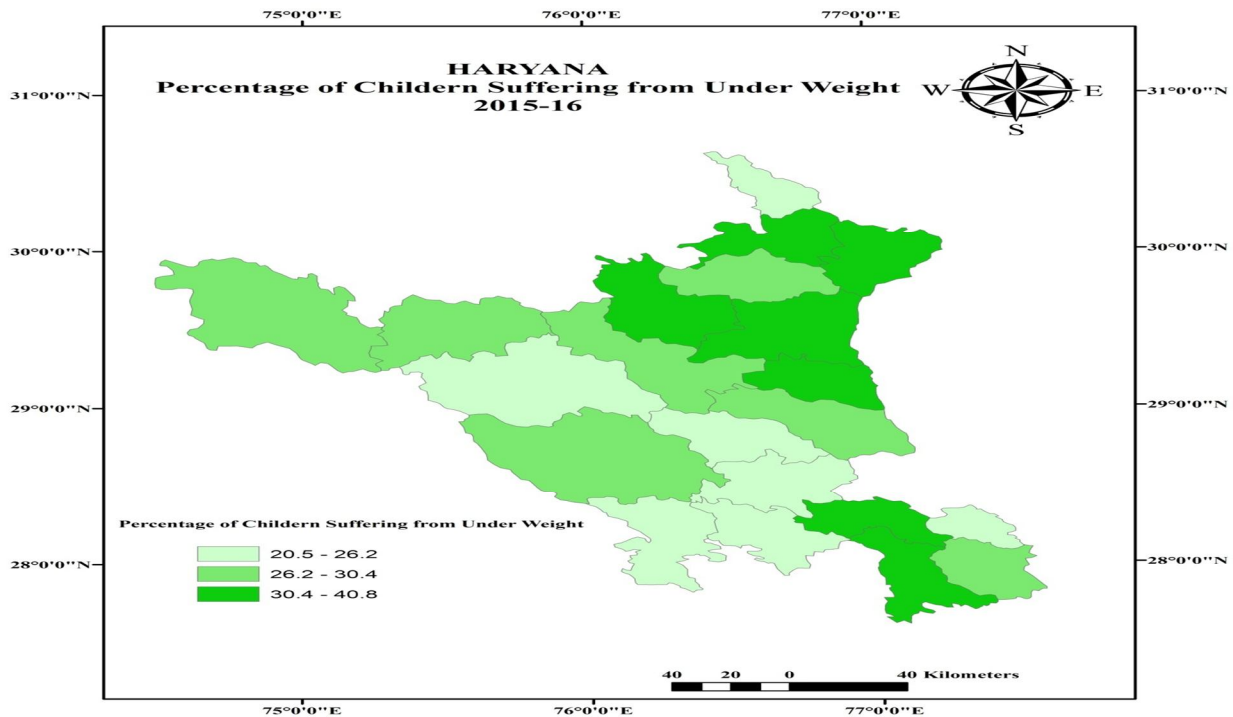 75°0'0"E 76°0'0"E 77°0'0"E
HARYANA
Percentage of Childern Suffering from Under Weight
2015-16
N
W E
S
31°0'0"N 31°0'0"N
30°0'0"N 30°0'0"N
29°0'0"N 29°0'0"N
Percentage of Childern Suffering from Under Weight
20.5 - 26.2
28°0'0"N 28°0'0"N
26.2 - 30.4
30.4 - 40.8
40 20 0 40 Kilometers
75°0'0"E 76°0'0"E 77°0'0"E